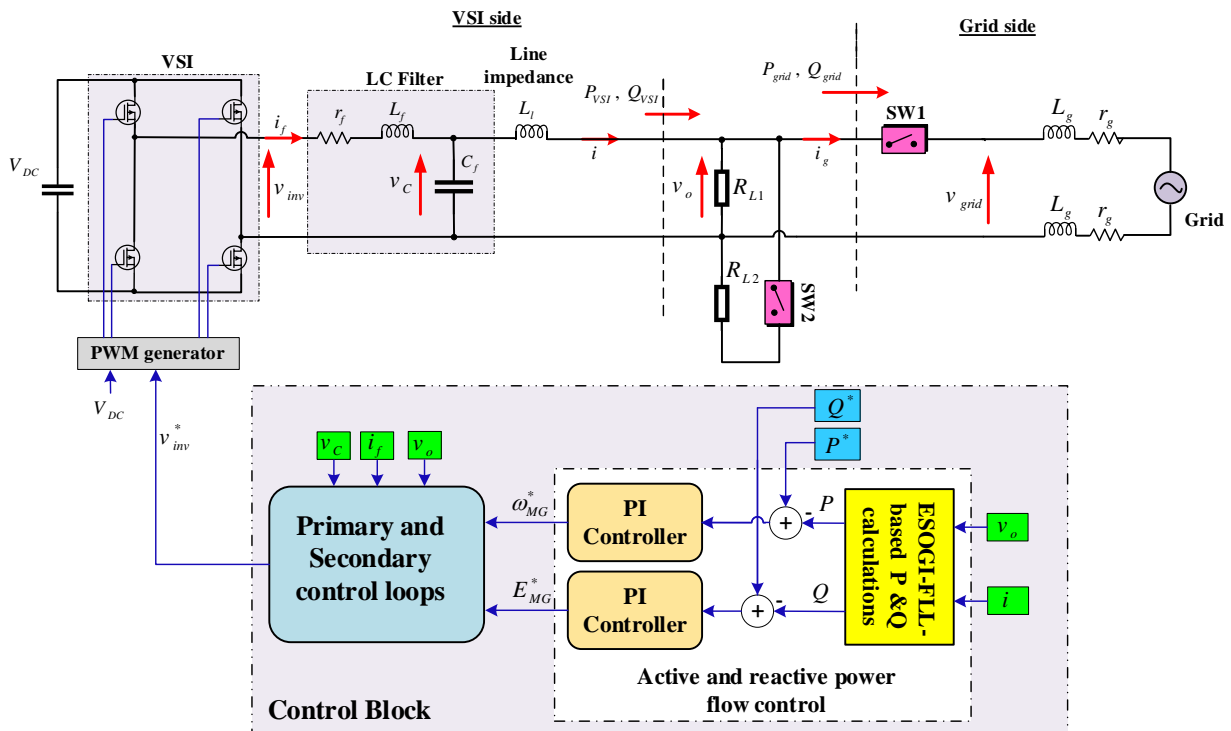 VSI side
Grid side
VSI
LC Filter
Line
impedance
P_VSI , Q_VSI
P_grid , Q_grid
SW1
V_DC
i_f
r_f
L_f
L_l
i
i_g
L_g
r_g
v_inv
v_C
C_f
v_o
R_L1
v_grid
Grid
L_g
r_g
R_L2
SW2
PWM generator
V_DC
v*_inv
Q*
P*
v_C
i_f
v_o
Primary and
Secondary
control loops
ω*_MG
E*_MG
PI
Controller
PI
Controller
+
-
P
+
-
Q
ESOGI-FLL-
based P &Q
calculations
v_o
i
Active and reactive power
flow control
Control Block